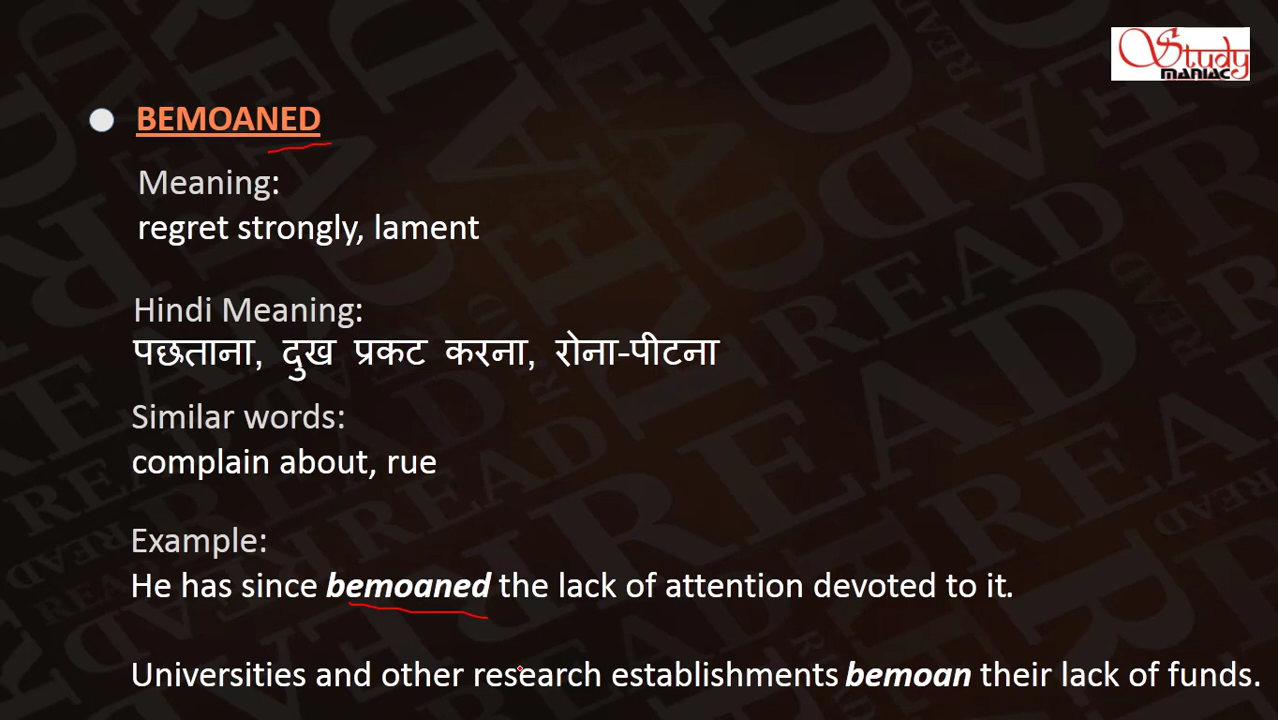 Study
MANIAC
BEMOANED
Meaning:
regret strongly, lament
Hindi Meaning:
पछताना, दुख प्रकट करना, रोना-पीटना
Similar words:
complain about, rue
Example:
He has since bemoaned the lack of attention devoted to it.
Universities and other research establishments bemoan their lack of funds.